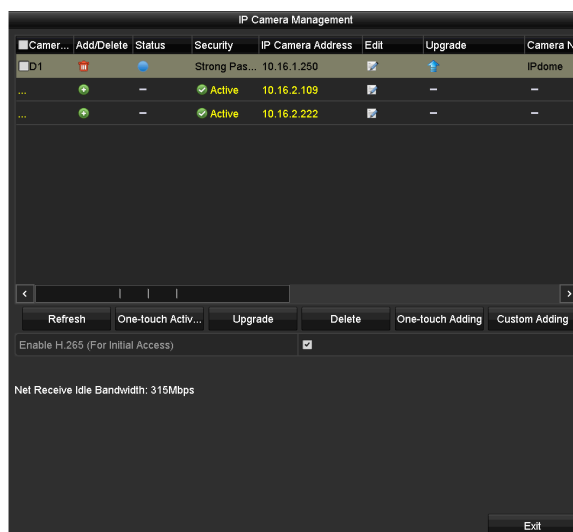 IP Camera Management
Camer... Add/Delete Status Security IP Camera Address Edit Upgrade Camera N
D1 Strong Pas... 10.16.1.250 IPdome
... – Active 10.16.2.109 – –
... – Active 10.16.2.222 – –
Refresh One-touch Activ... Upgrade Delete One-touch Adding Custom Adding
Enable H.265 (For Initial Access)
Net Receive Idle Bandwidth: 315Mbps
Exit